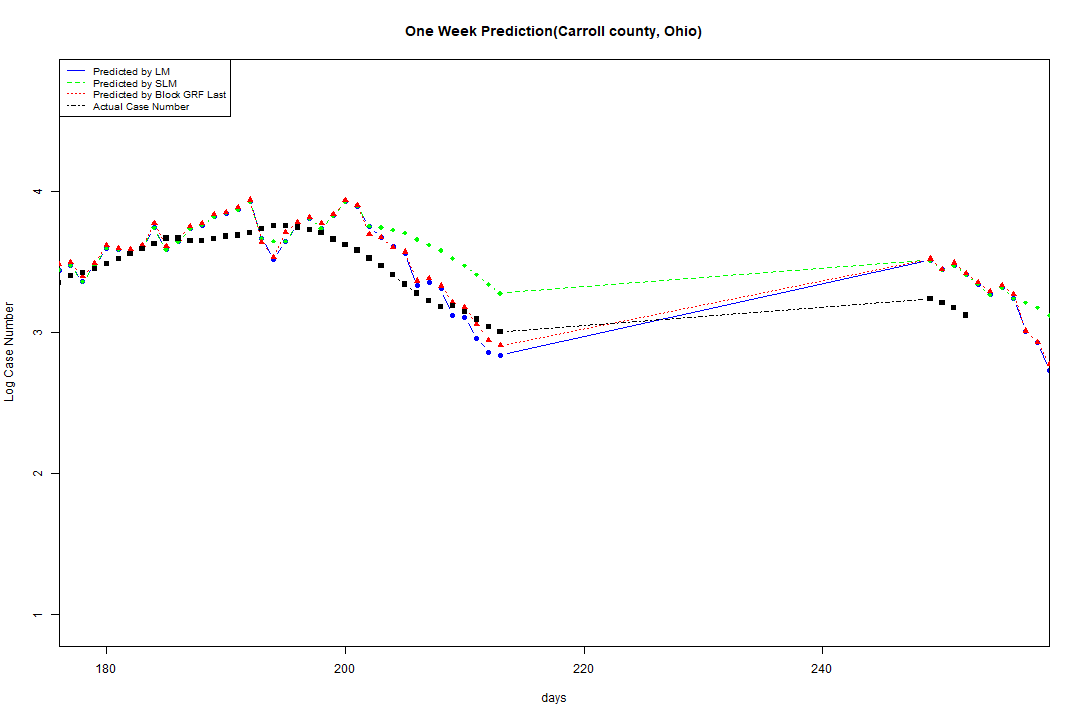 One Week Prediction(Carroll county, Ohio)
Predicted by LM
Predicted by SLM
Predicted by Block GRF Last
Actual Case Number
Log Case Number
4
3
2
1
180 200 220 240
days